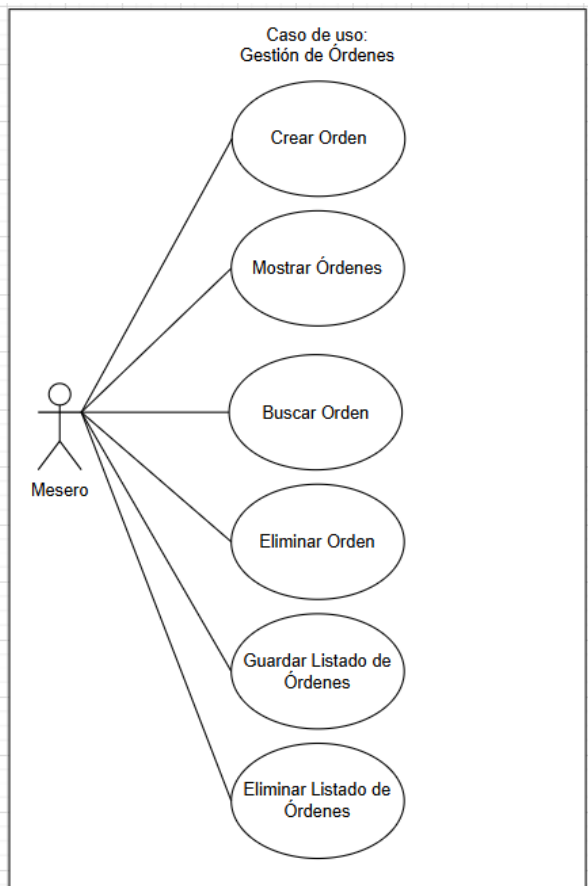 Caso de uso:
Gestión de Órdenes
Crear Orden
Mostrar Órdenes
Buscar Orden
Mesero
Eliminar Orden
Guardar Listado de
Órdenes
Eliminar Listado de
Órdenes